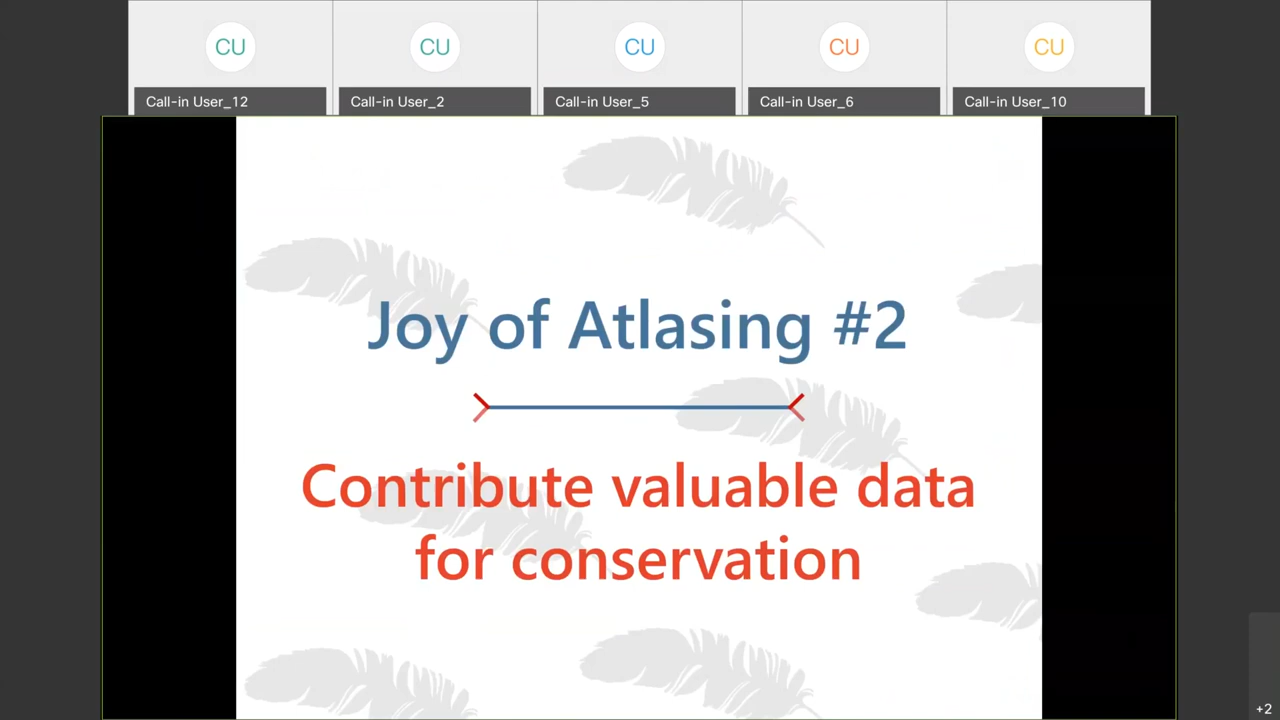 CU CU CU CU CU
Call-in User_12 Call-in User_2 Call-in User_5 Call-in User_6 Call-in User_10
Joy of Atlasing #2
Contribute valuable data
for conservation
+2